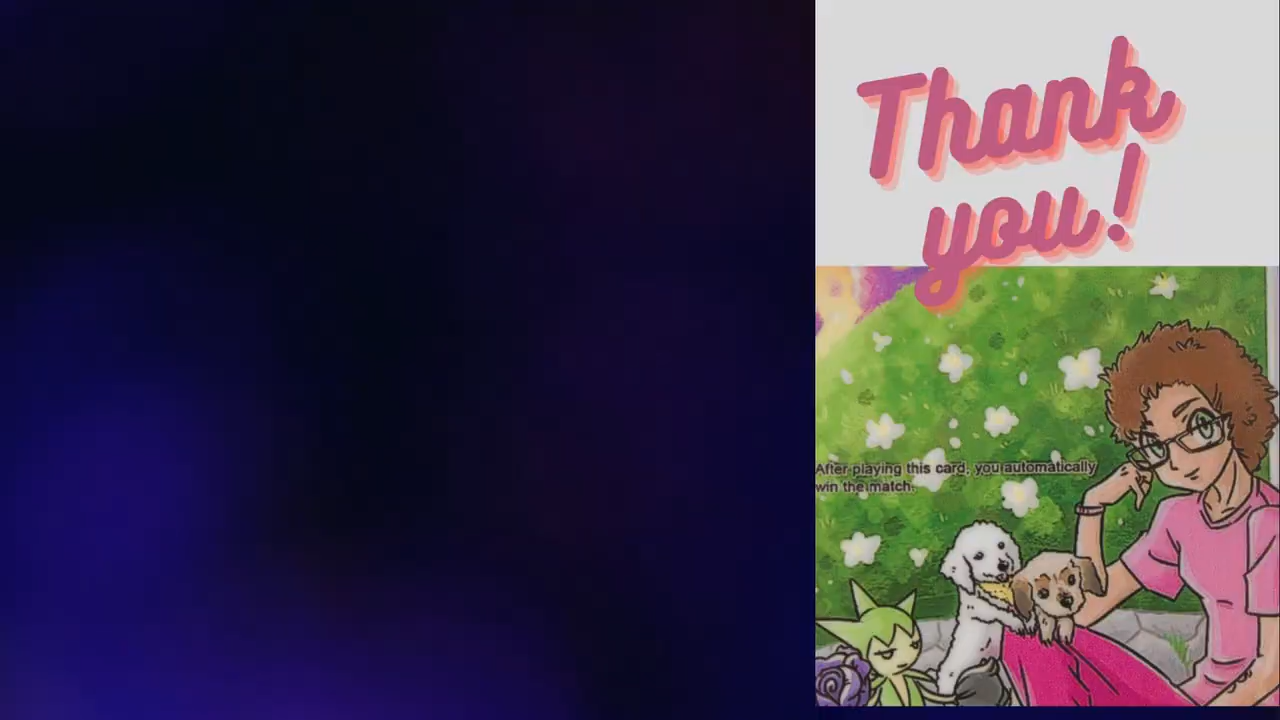 Thank
you!
After playing this card, you automatically
win the match.